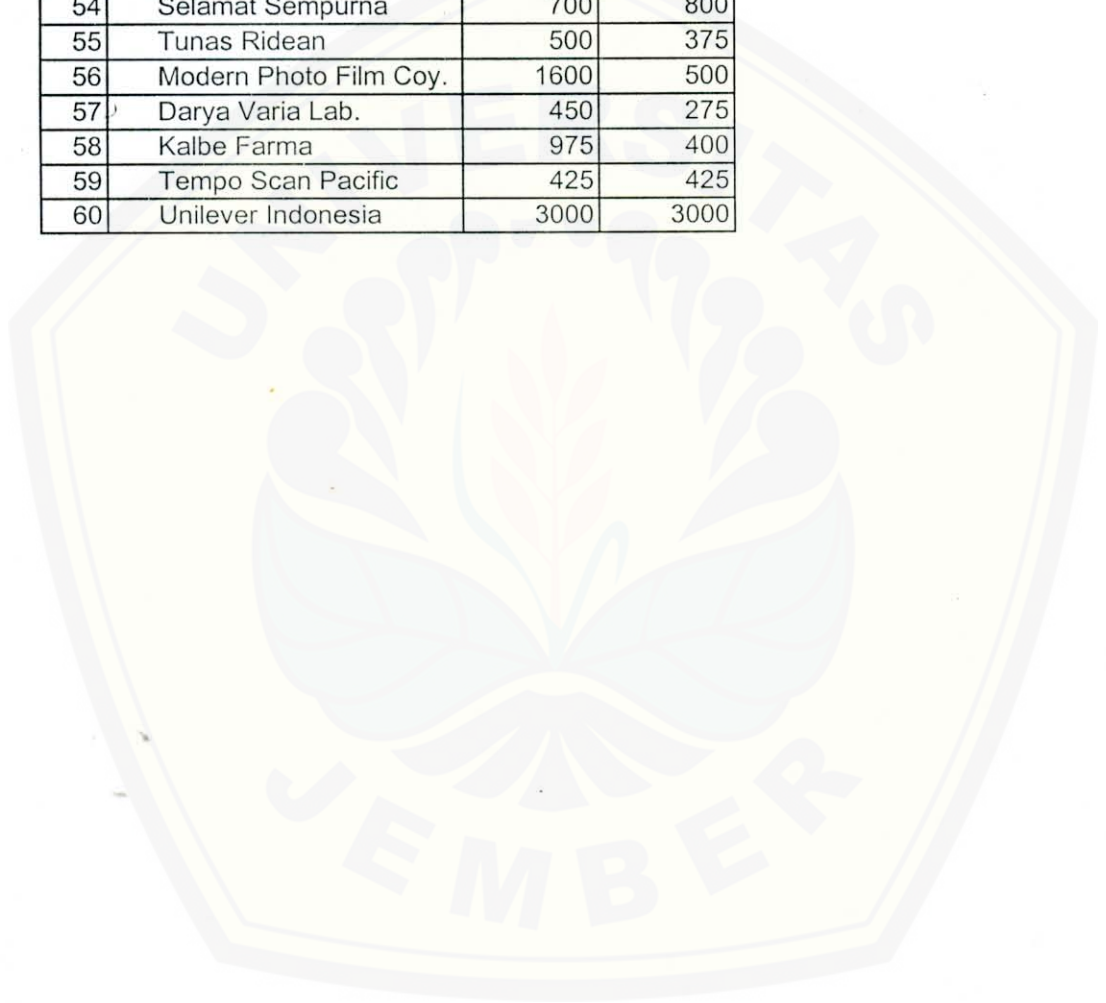 54 Selamat Sempurna 700 800
55 Tunas Ridean 500 375
56 Modern Photo Film Coy. 1600 500
57 Darya Varia Lab. 450 275
58 Kalbe Farma 975 400
59 Tempo Scan Pacific 425 425
60 Unilever Indonesia 3000 3000
UNIVERSITAS
JEMBER